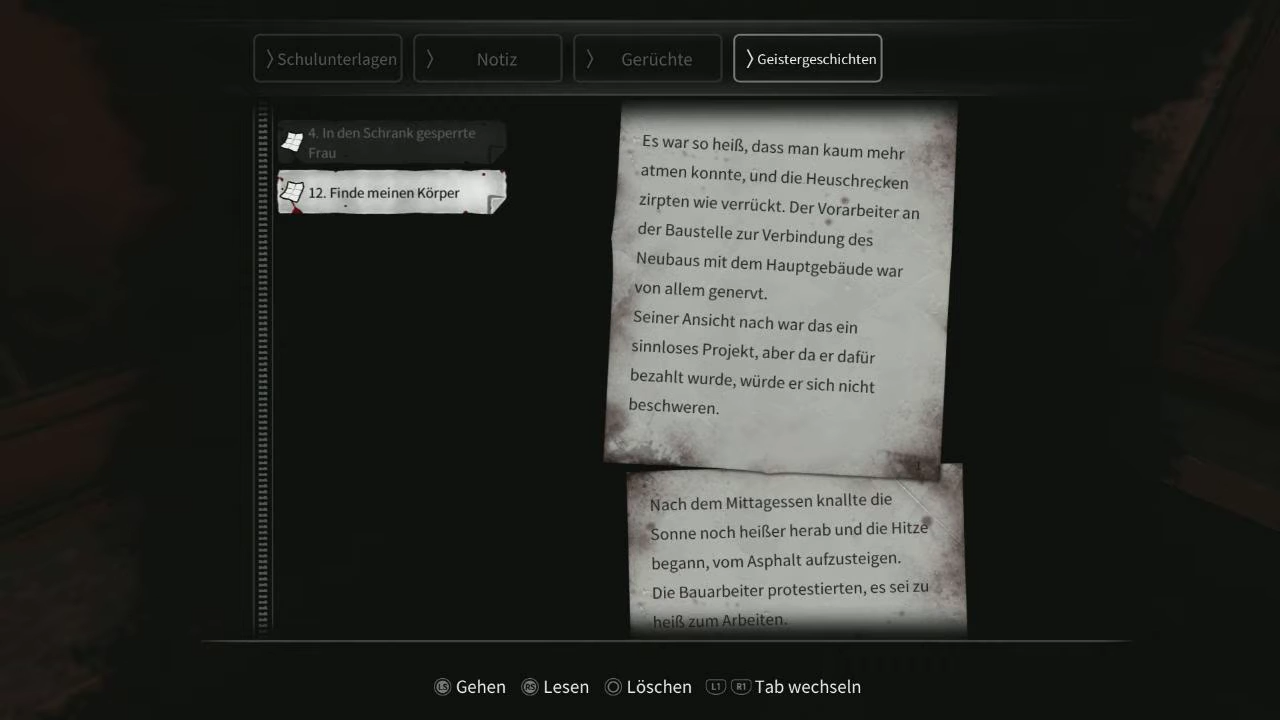 Schulunterlagen
Notiz
Gerüchte
Geistergeschichten
4. In den Schrank gesperrte
Frau
12. Finde meinen Körper
Es war so heiß, dass man kaum mehr
atmen konnte, und die Heuschrecken
zirpten wie verrückt. Der Vorarbeiter an
der Baustelle zur Verbindung des
Neubaus mit dem Hauptgebäude war
von allem genervt.
Seiner Ansicht nach war das ein
sinnloses Projekt, aber da er dafür
bezahlt wurde, würde er sich nicht
beschweren.
Nach dem Mittagessen knallte die
Sonne noch heißer herab und die Hitze
begann, vom Asphalt aufzusteigen.
Die Bauarbeiter protestierten, es sei zu
heiß zum Arbeiten.
LS Gehen RS Lesen Löschen L1 R1 Tab wechseln